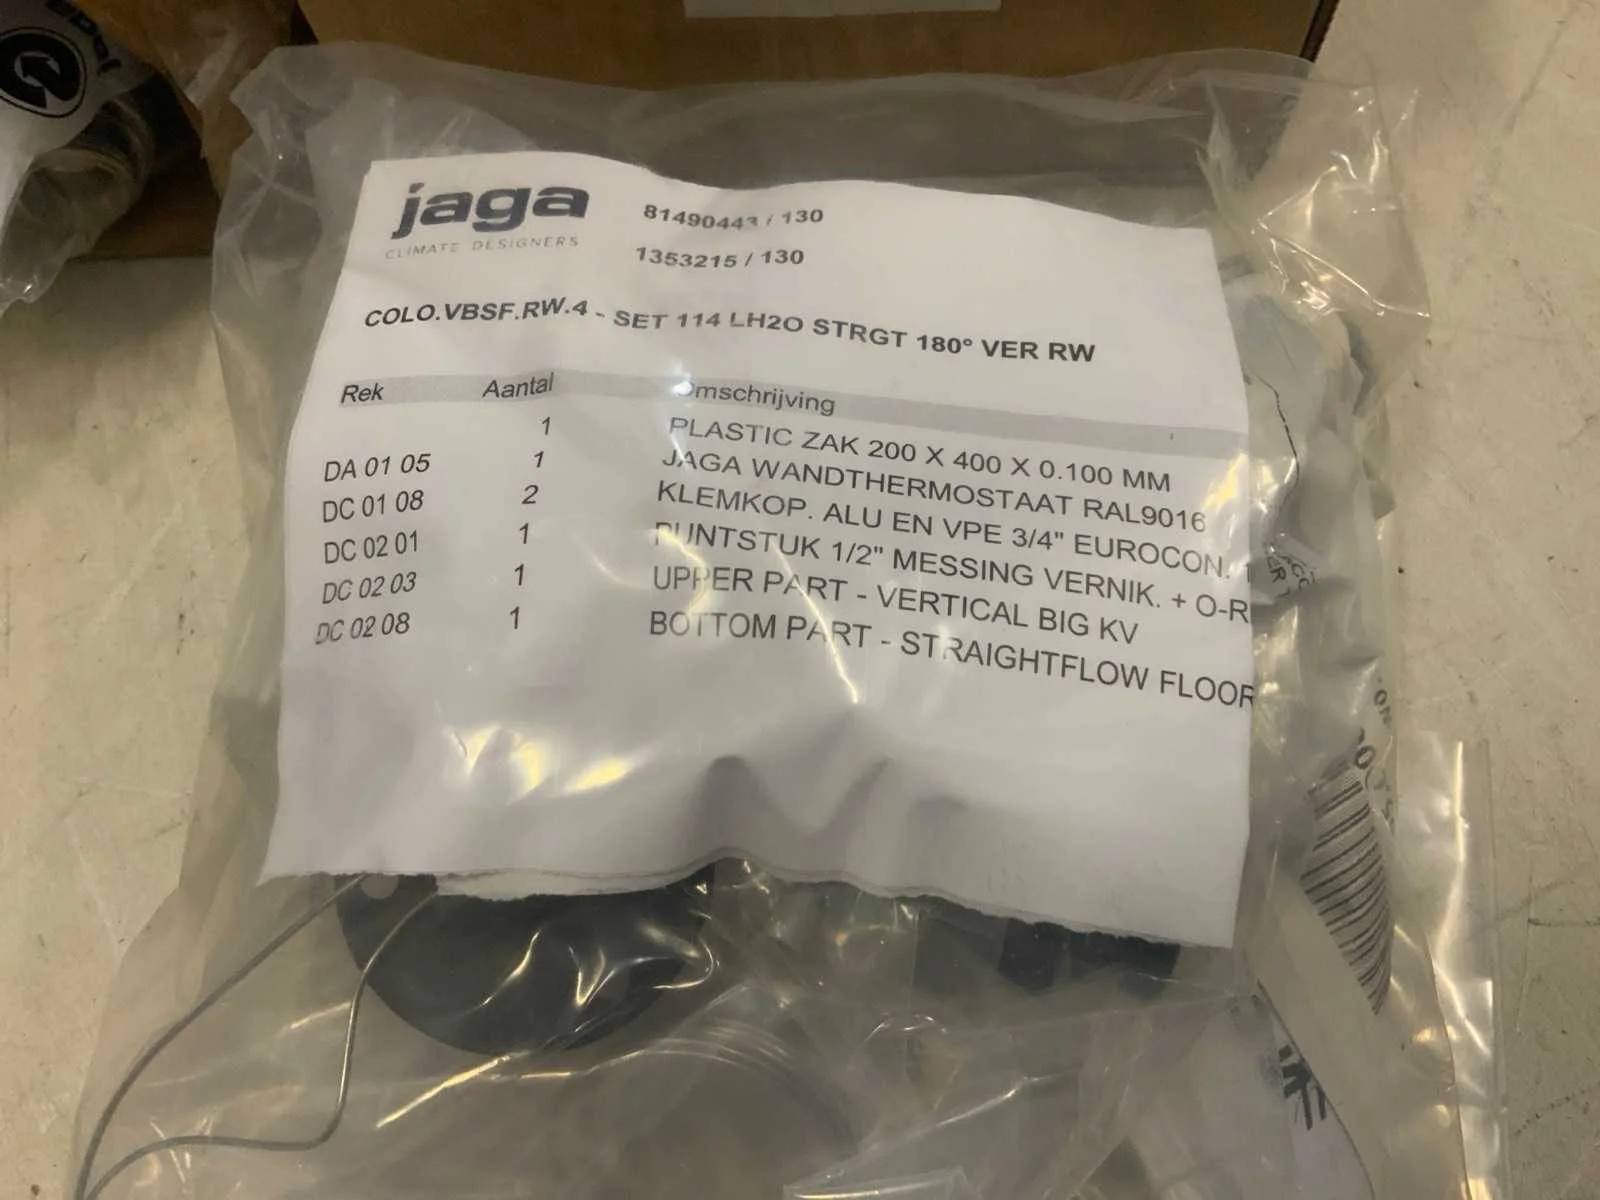 jaga
CLIMATE DESIGNERS
81490443 / 130
1353215 / 130
COLO.VBSF.RW.4 - SET 114 LH2O STRGT 180° VER RW
Rek Aantal Omschrijving
1 PLASTIC ZAK 200 X 400 X 0.100 MM
DA 01 05 1 JAGA WANDTHERMOSTAAT RAL9016
DC 01 08 2 KLEMKOP. ALU EN VPE 3/4" EUROCON. 1
DC 02 01 1 PUNTSTUK 1/2" MESSING VERNIK. + O-R
DC 02 03 1 UPPER PART - VERTICAL BIG KV
DC 02 08 1 BOTTOM PART - STRAIGHTFLOW FLOOR